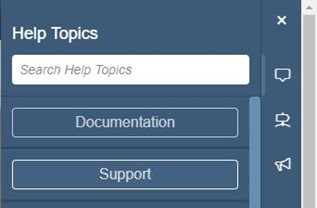 Help Topics
Search Help Topics
Documentation
Support